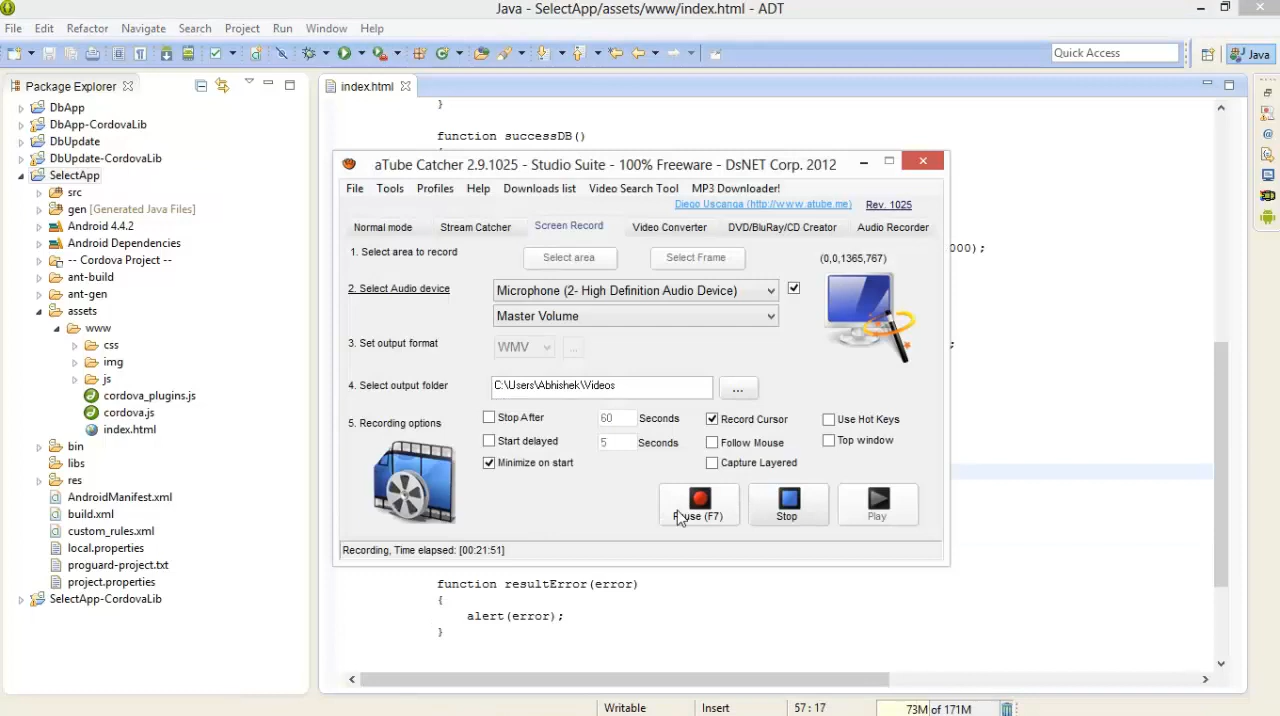 Java - SelectApp/assets/www/index.html - ADT
File Edit Refactor Navigate Search Project Run Window Help
Quick Access
Java
Package Explorer
DbApp
DbApp-CordovaLib
DbUpdate
DbUpdate-CordovaLib
SelectApp
src
gen [Generated Java Files]
Android 4.4.2
Android Dependencies
-- Cordova Project --
ant-build
ant-gen
assets
www
css
img
js
cordova_plugins.js
cordova.js
index.html
bin
libs
res
AndroidManifest.xml
build.xml
custom_rules.xml
local.properties
proguard-project.txt
project.properties
SelectApp-CordovaLib
index.html
}
function successDB()
000);
;
aTube Catcher 2.9.1025 - Studio Suite - 100% Freeware - DsNET Corp. 2012
File Tools Profiles Help Downloads list Video Search Tool MP3 Downloader!
Diego Uscanga (http://www.atube.me) Rev. 1025
Normal mode Stream Catcher Screen Record Video Converter DVD/BluRay/CD Creator Audio Recorder
1. Select area to record Select area Select Frame (0,0,1365,767)
2. Select Audio device Microphone (2- High Definition Audio Device)
Master Volume
3. Set output format WMV ...
4. Select output folder C:\Users\Abhishek\Videos ...
5. Recording options
Stop After 60 Seconds Record Cursor Use Hot Keys
Start delayed 5 Seconds Follow Mouse Top window
Minimize on start Capture Layered
(F7) Stop Play
Recording, Time elapsed: [00:21:51]
function resultError(error)
{
alert(error);
}
Writable Insert 57 : 17 73M of 171M